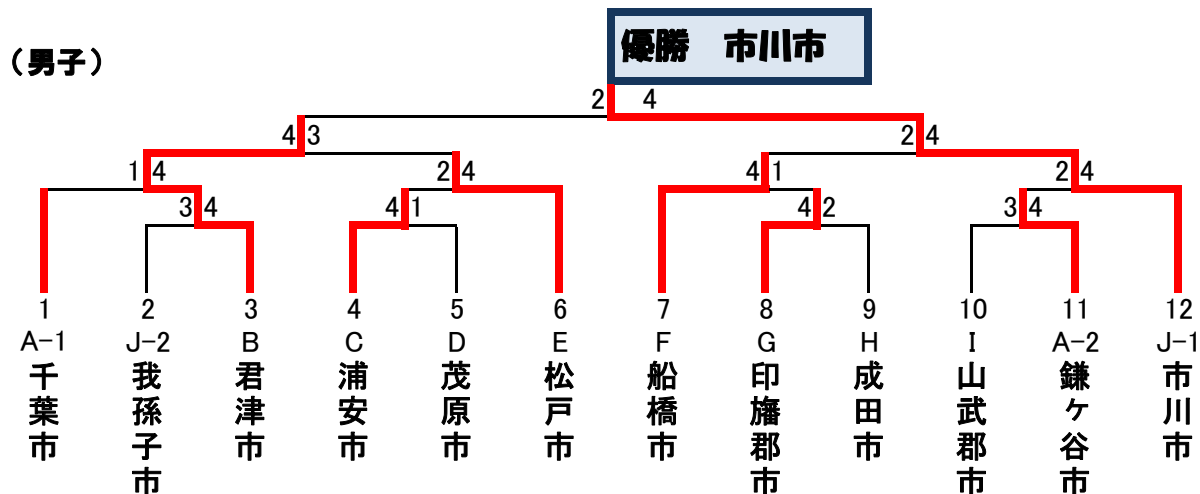 優勝　市川市
（男子）
2 4
4 3 2 4
1 4 2 4 4 1 2 4
3 4 4 1 4 2 3 4
1 2 3 4 5 6 7 8 9 10 11 12
A-1 J-2 B C D E F G H I A-2 J-1
千葉市 我孫子市 君津市 浦安市 茂原市 松戸市 船橋市 印旛郡市 成田市 山武郡市 鎌ケ谷市 市川市